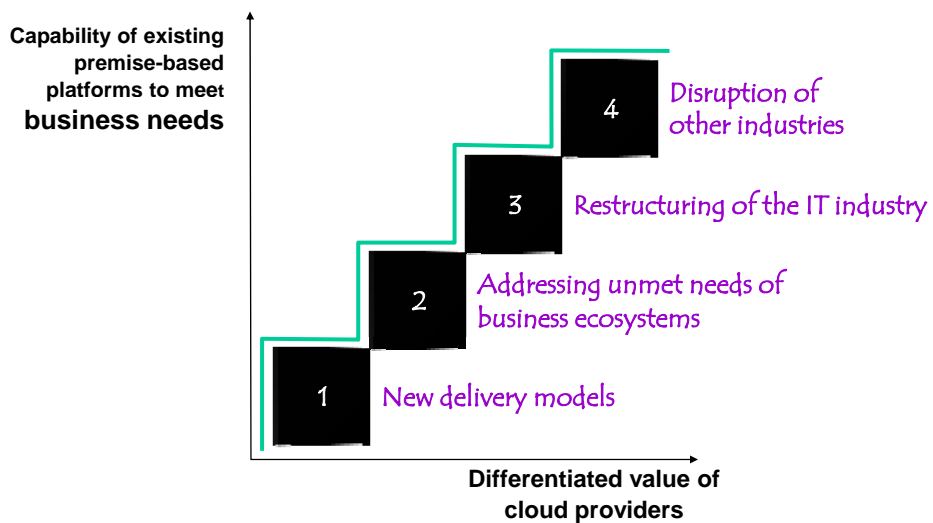 Capability of existing
premise-based
platforms to meet
business needs
4
Disruption of
other industries
3
Restructuring of the IT industry
2
Addressing unmet needs of
business ecosystems
1
New delivery models
Differentiated value of
cloud providers